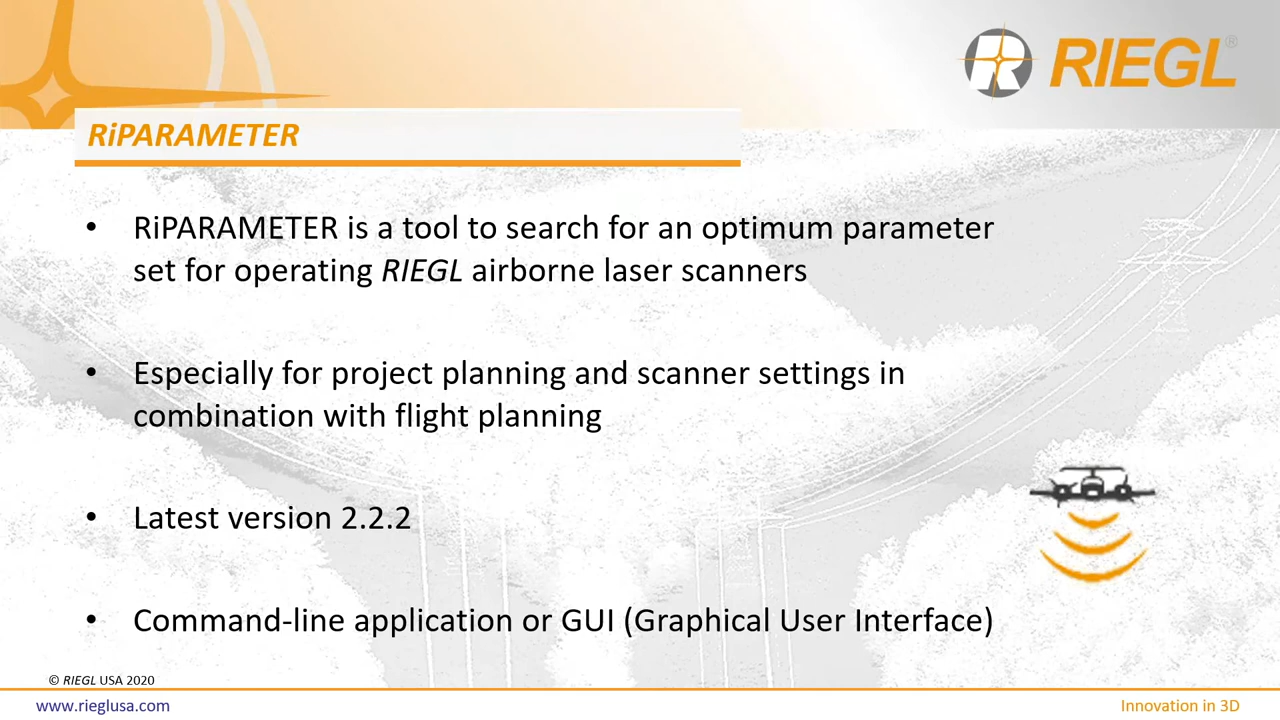 RIEGL®
RiPARAMETER
• RiPARAMETER is a tool to search for an optimum parameter
set for operating RIEGL airborne laser scanners
• Especially for project planning and scanner settings in
combination with flight planning
• Latest version 2.2.2
• Command-line application or GUI (Graphical User Interface)
© RIEGL USA 2020
www.rieglusa.com
Innovation in 3D